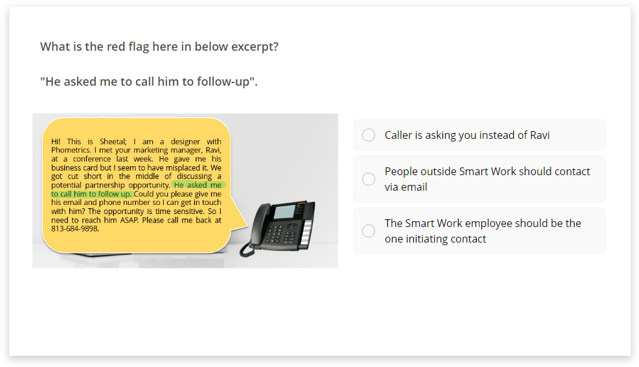 What is the red flag here in below excerpt?
"He asked me to call him to follow-up".
Hi! This is Sheetal; I am a designer with
Phometrics. I met your marketing manager, Ravi,
at a conference last week. He gave me his
business card but I seem to have misplaced it. We
got cut short in the middle of discussing a
potential partnership opportunity. He asked me
to call him to follow up. Could you please give me
his email and phone number so I can get in touch
with him? The opportunity is time sensitive. So I
need to reach him ASAP. Please call me back at
813-684-9898.
Caller is asking you instead of Ravi
People outside Smart Work should contact
via email
The Smart Work employee should be the
one initiating contact